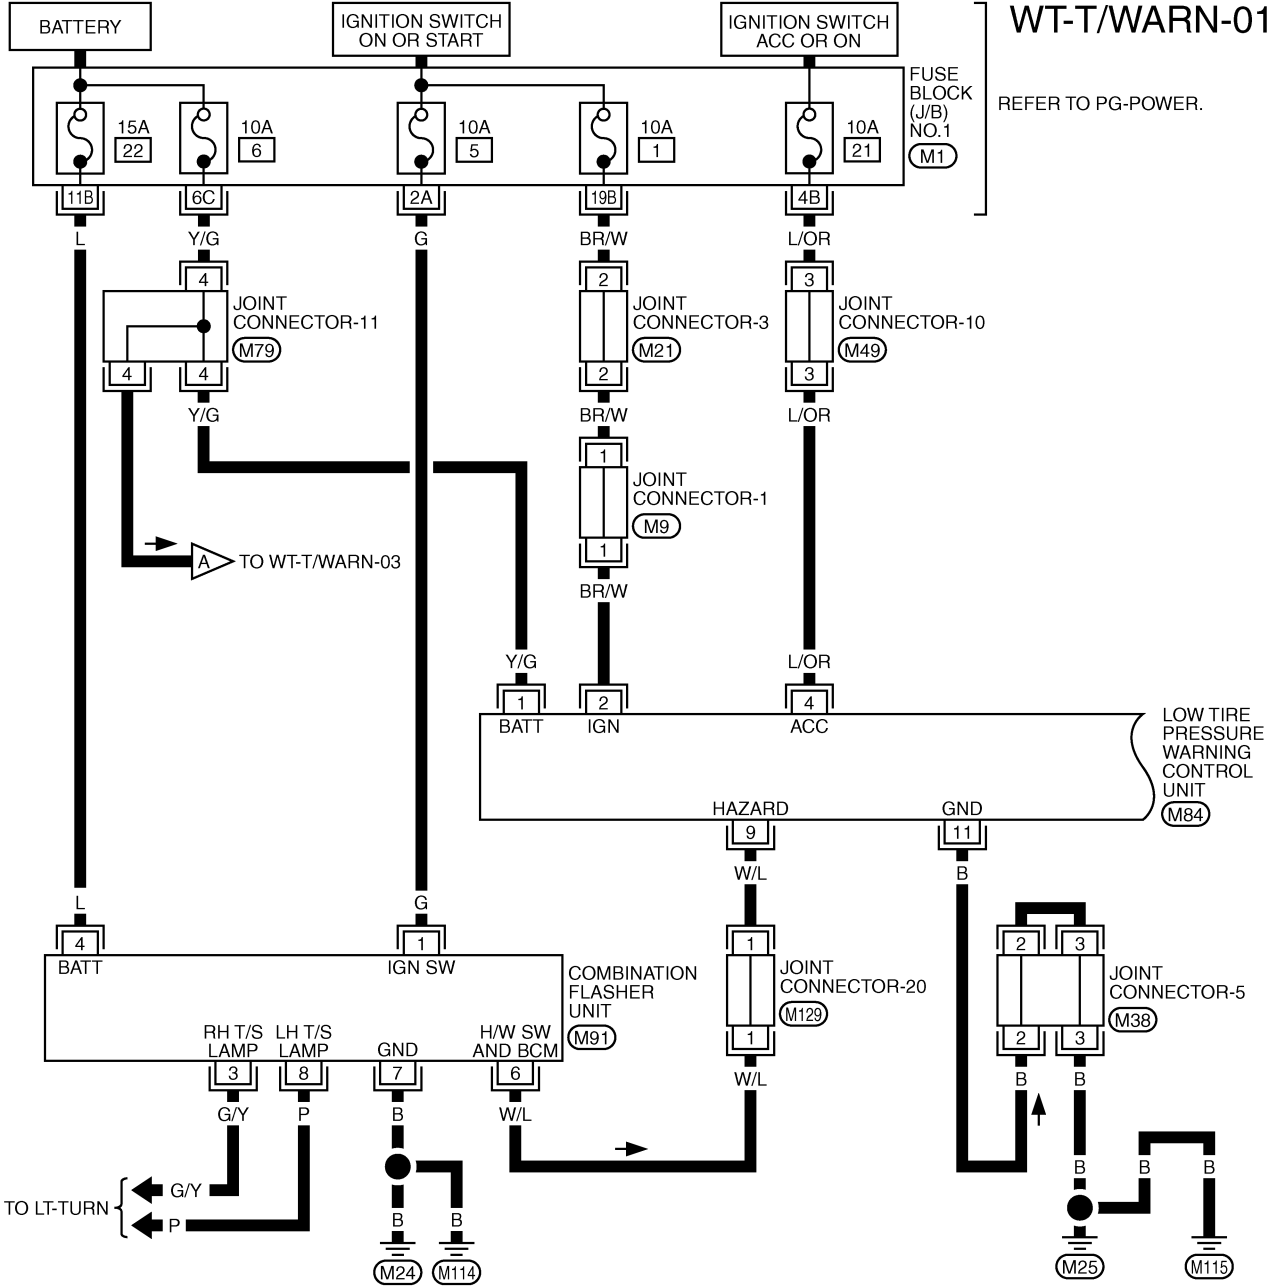 WT-T/WARN-01
BATTERY
IGNITION SWITCH
ON OR START
IGNITION SWITCH
ACC OR ON
REFER TO PG-POWER.
FUSE
BLOCK
(J/B)
NO.1
M1
15A
22
10A
6
10A
5
10A
1
10A
21
11B
6C
2A
19B
4B
L
Y/G
G
BR/W
L/OR
4
2
3
JOINT
CONNECTOR-11
M79
JOINT
CONNECTOR-3
M21
JOINT
CONNECTOR-10
M49
4
4
2
3
Y/G
BR/W
L/OR
1
JOINT
CONNECTOR-1
M9
1
A
TO WT-T/WARN-03
BR/W
Y/G
L/OR
1
2
4
BATT
IGN
ACC
LOW TIRE
PRESSURE
WARNING
CONTROL
UNIT
M84
HAZARD
GND
9
11
W/L
B
L
G
4
1
1
2
3
BATT
IGN SW
COMBINATION
FLASHER
UNIT
M91
JOINT
CONNECTOR-20
M129
JOINT
CONNECTOR-5
M38
RH T/S
LAMP
LH T/S
LAMP
GND
H/W SW
AND BCM
1
2
3
3
8
7
6
W/L
B
B
G/Y
P
B
W/L
B
B
B
TO LT-TURN
G/Y
P
B
B
M24
M114
M25
M115